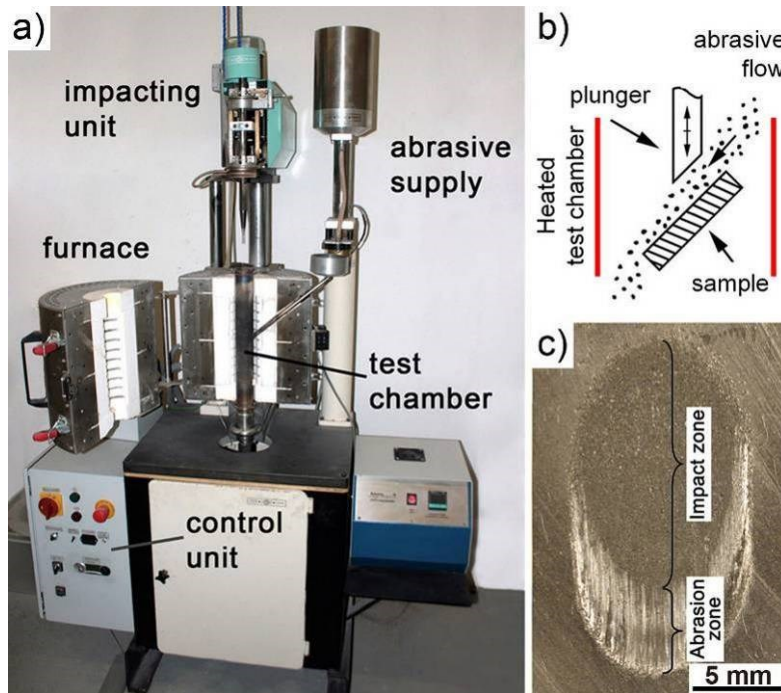 a)
impacting
unit
abrasive
supply
furnace
test
chamber
control
unit
b)
abrasive
flow
plunger
Heated
test chamber
sample
c)
Impact zone
Abrasion
zone
5 mm